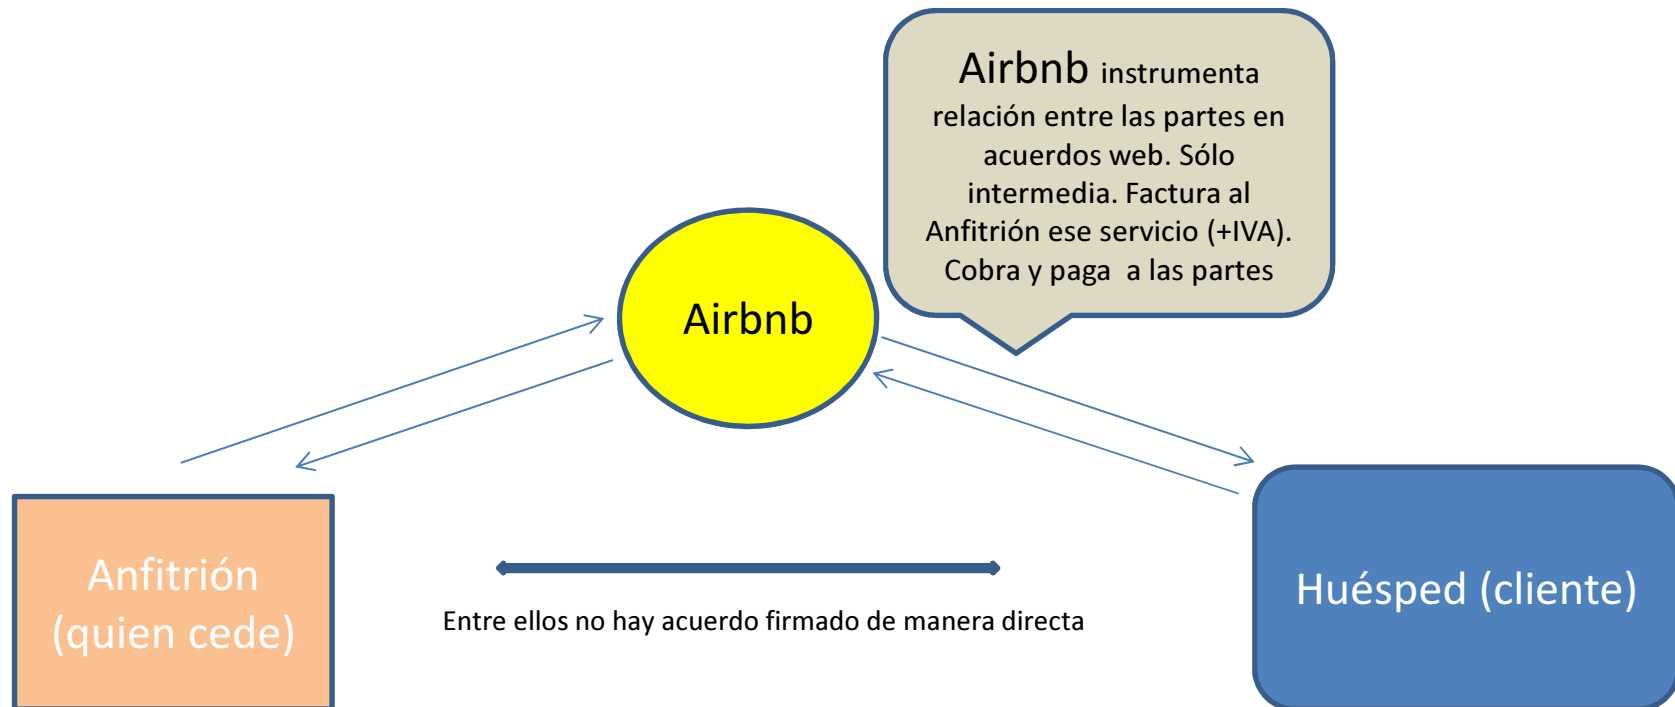 Airbnb instrumenta
relación entre las partes en
acuerdos web. Sólo
intermedia. Factura al
Anfitrión ese servicio (+IVA).
Cobra y paga a las partes
Airbnb
Anfitrión
(quien cede)
Entre ellos no hay acuerdo firmado de manera directa
Huésped (cliente)